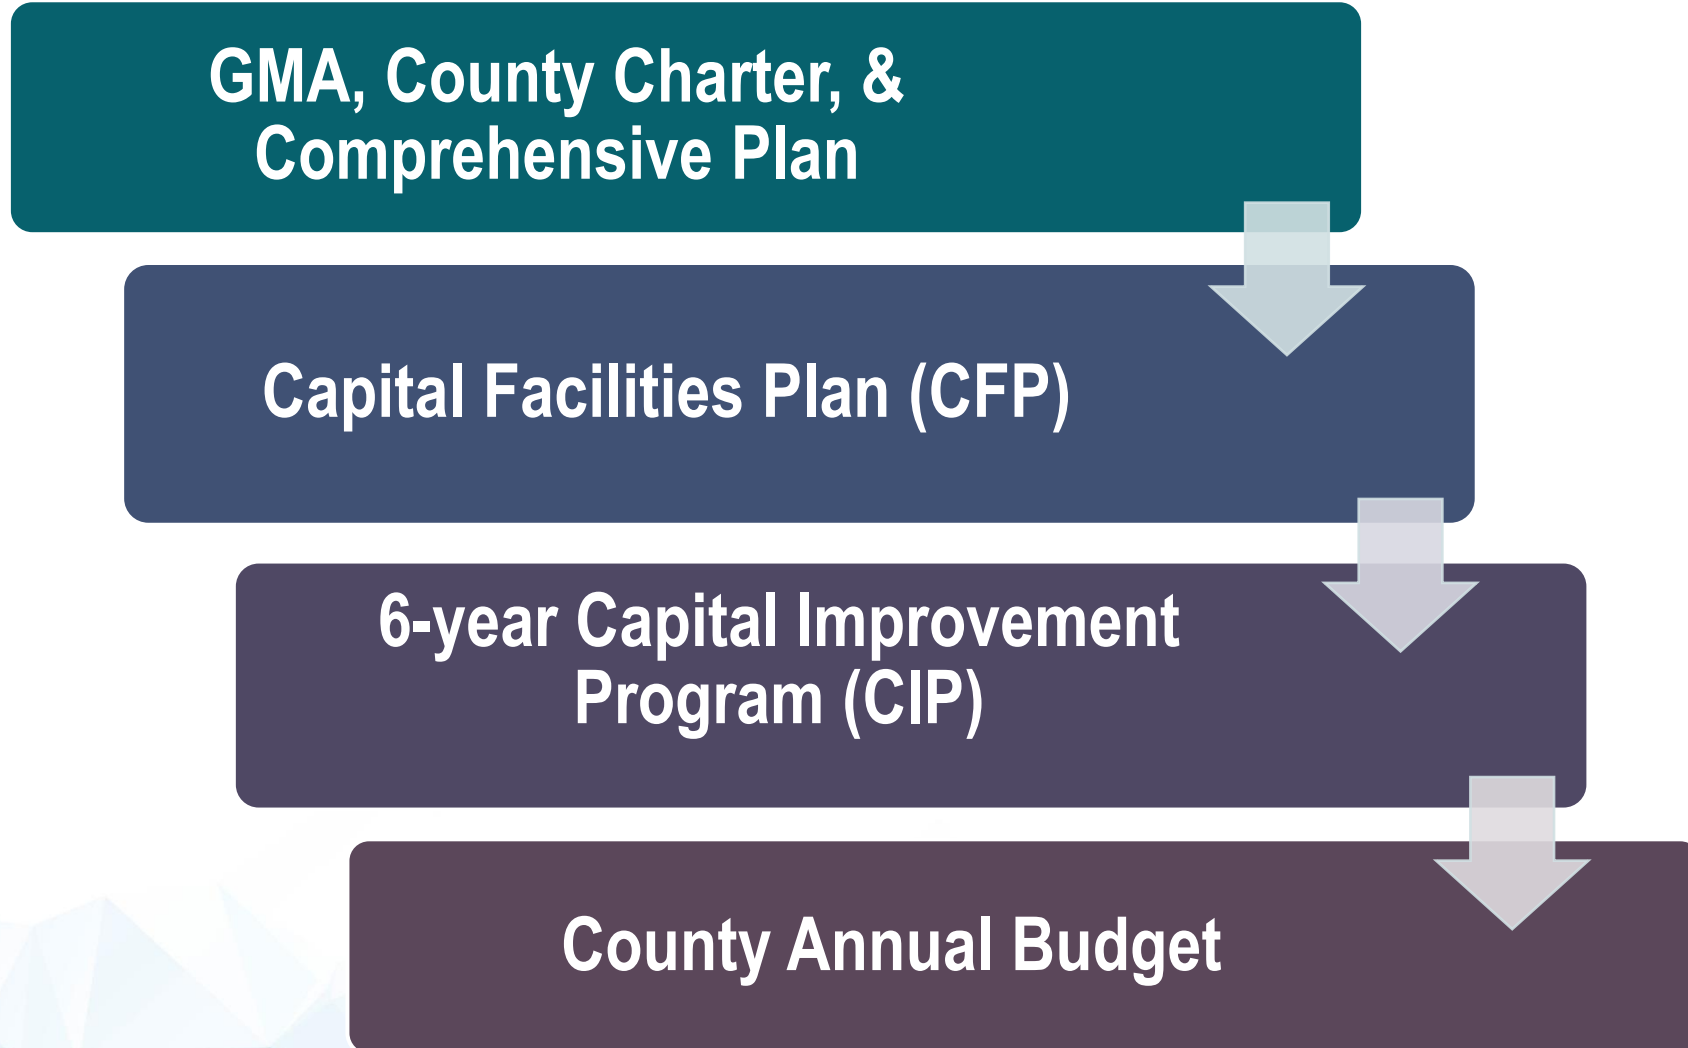 GMA, County Charter, &
Comprehensive Plan
Capital Facilities Plan (CFP)
6-year Capital Improvement
Program (CIP)
County Annual Budget